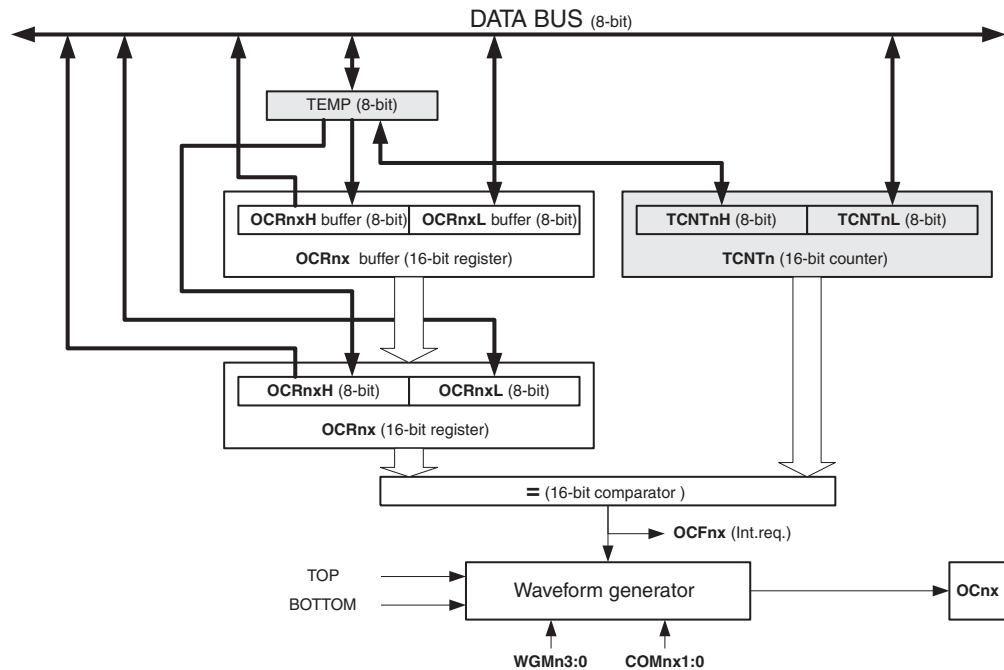 DATA BUS (8-bit)
TEMP (8-bit)
OCRnxH buffer (8-bit) OCRnxL buffer (8-bit)
OCRnx buffer (16-bit register)
TCNTnH (8-bit) TCNTnL (8-bit)
TCNTn (16-bit counter)
OCRnxH (8-bit) OCRnxL (8-bit)
OCRnx (16-bit register)
= (16-bit comparator )
OCFnx (Int.req.)
TOP
BOTTOM
Waveform generator
OCnx
WGMn3:0 COMnx1:0